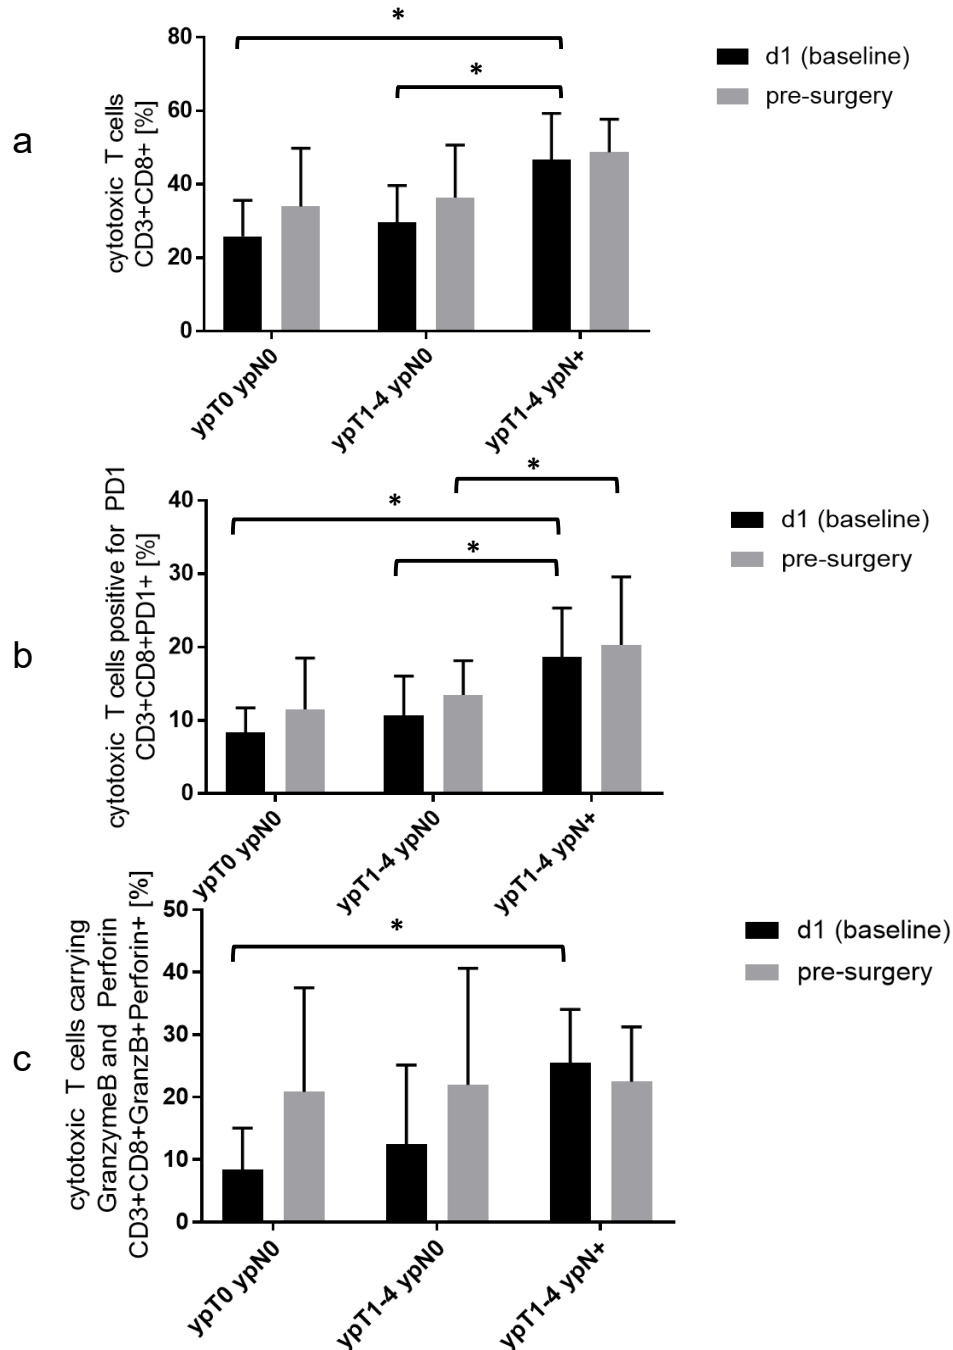 a
cytotoxic T cells
CD3+CD8+ [%]
80
60
40
20
0
*
*
ypT0 ypN0
ypT1-4 ypN0
ypT1-4 ypN+
d1 (baseline)
pre-surgery
b
cytotoxic T cells positive for PD1
CD3+CD8+PD1+ [%]
40
30
20
10
0
*
*
*
ypT0 ypN0
ypT1-4 ypN0
ypT1-4 ypN+
d1 (baseline)
pre-surgery
c
cytotoxic T cells carrying
GranzymeB and Perforin
CD3+CD8+GranzB+Perforin+ [%]
50
40
30
20
10
0
*
ypT0 ypN0
ypT1-4 ypN0
ypT1-4 ypN+
d1 (baseline)
pre-surgery